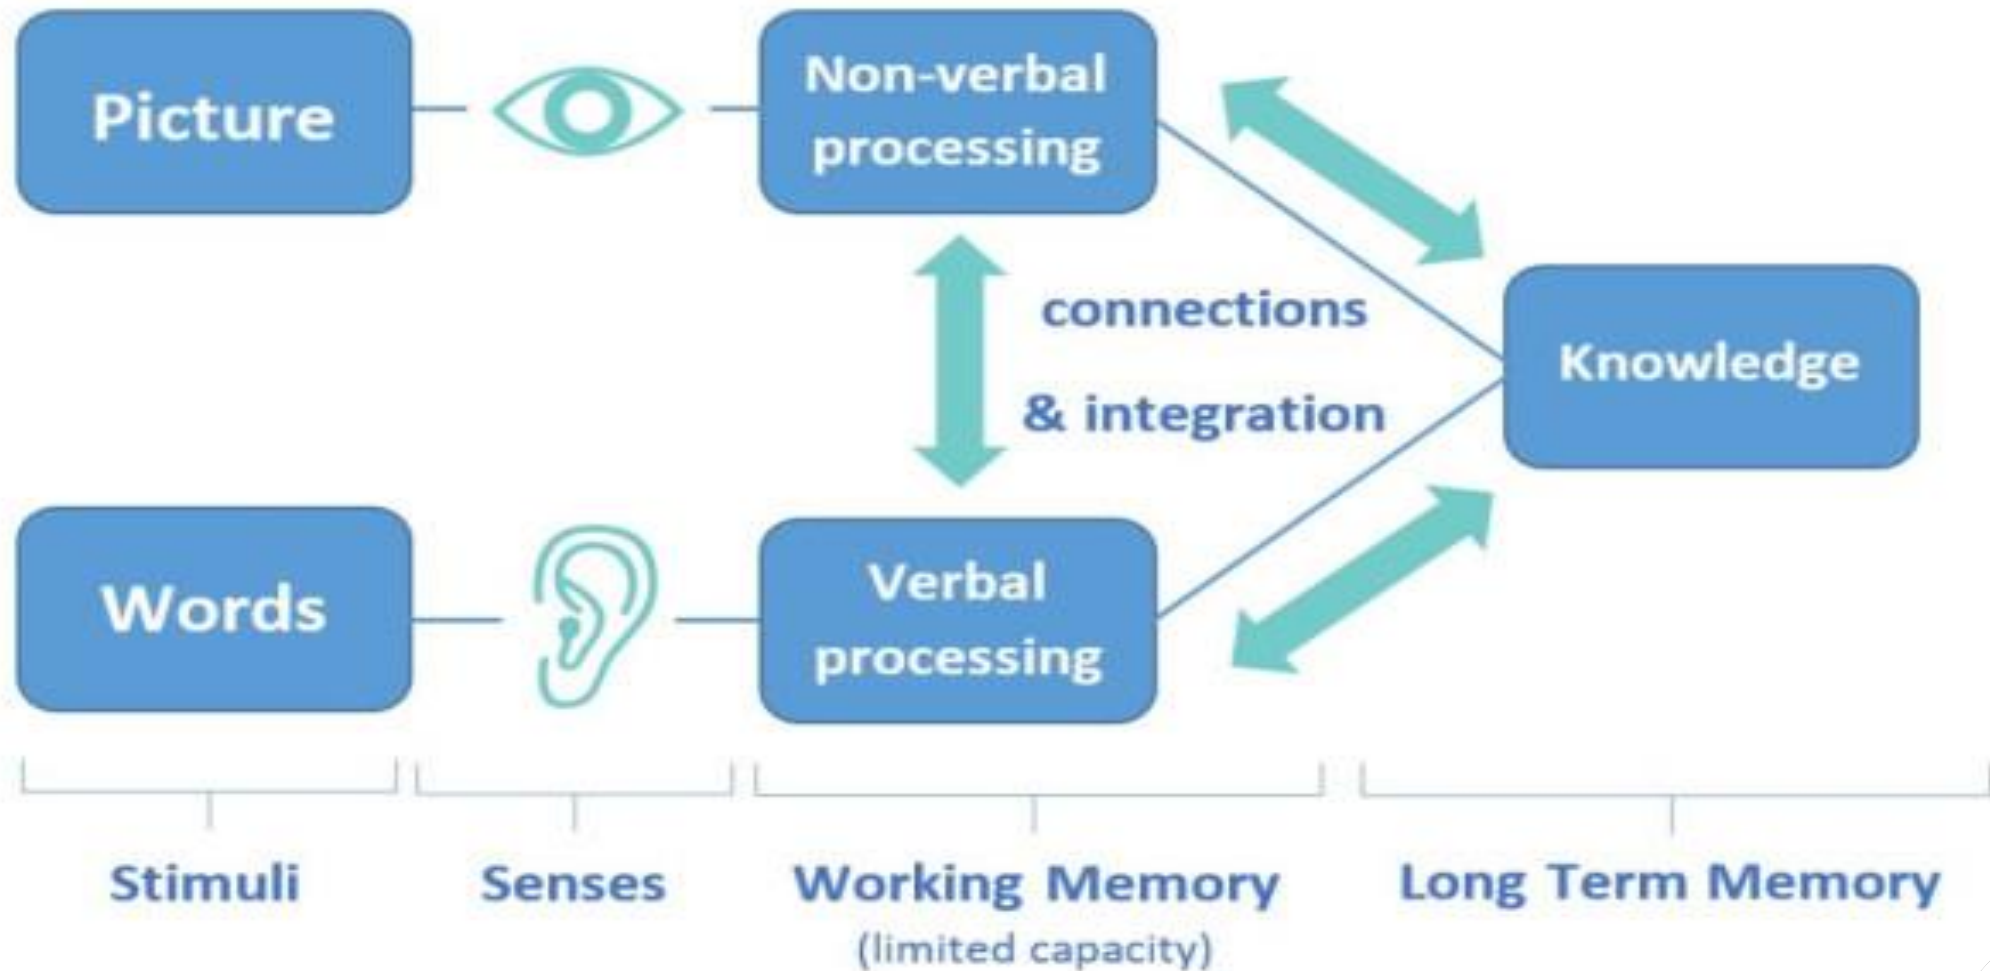 Picture
Non-verbal
processing
connections
& integration
Knowledge
Words
Verbal
processing
Stimuli
Senses
Working Memory
(limited capacity)
Long Term Memory